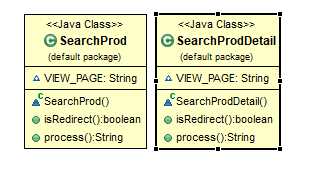 <<Java Class>>
SearchProd
(default package)
VIEW_PAGE: String
SearchProd()
isRedirect():boolean
process():String
<<Java Class>>
SearchProdDetail
(default package)
VIEW_PAGE: String
SearchProdDetail()
isRedirect():boolean
process():String